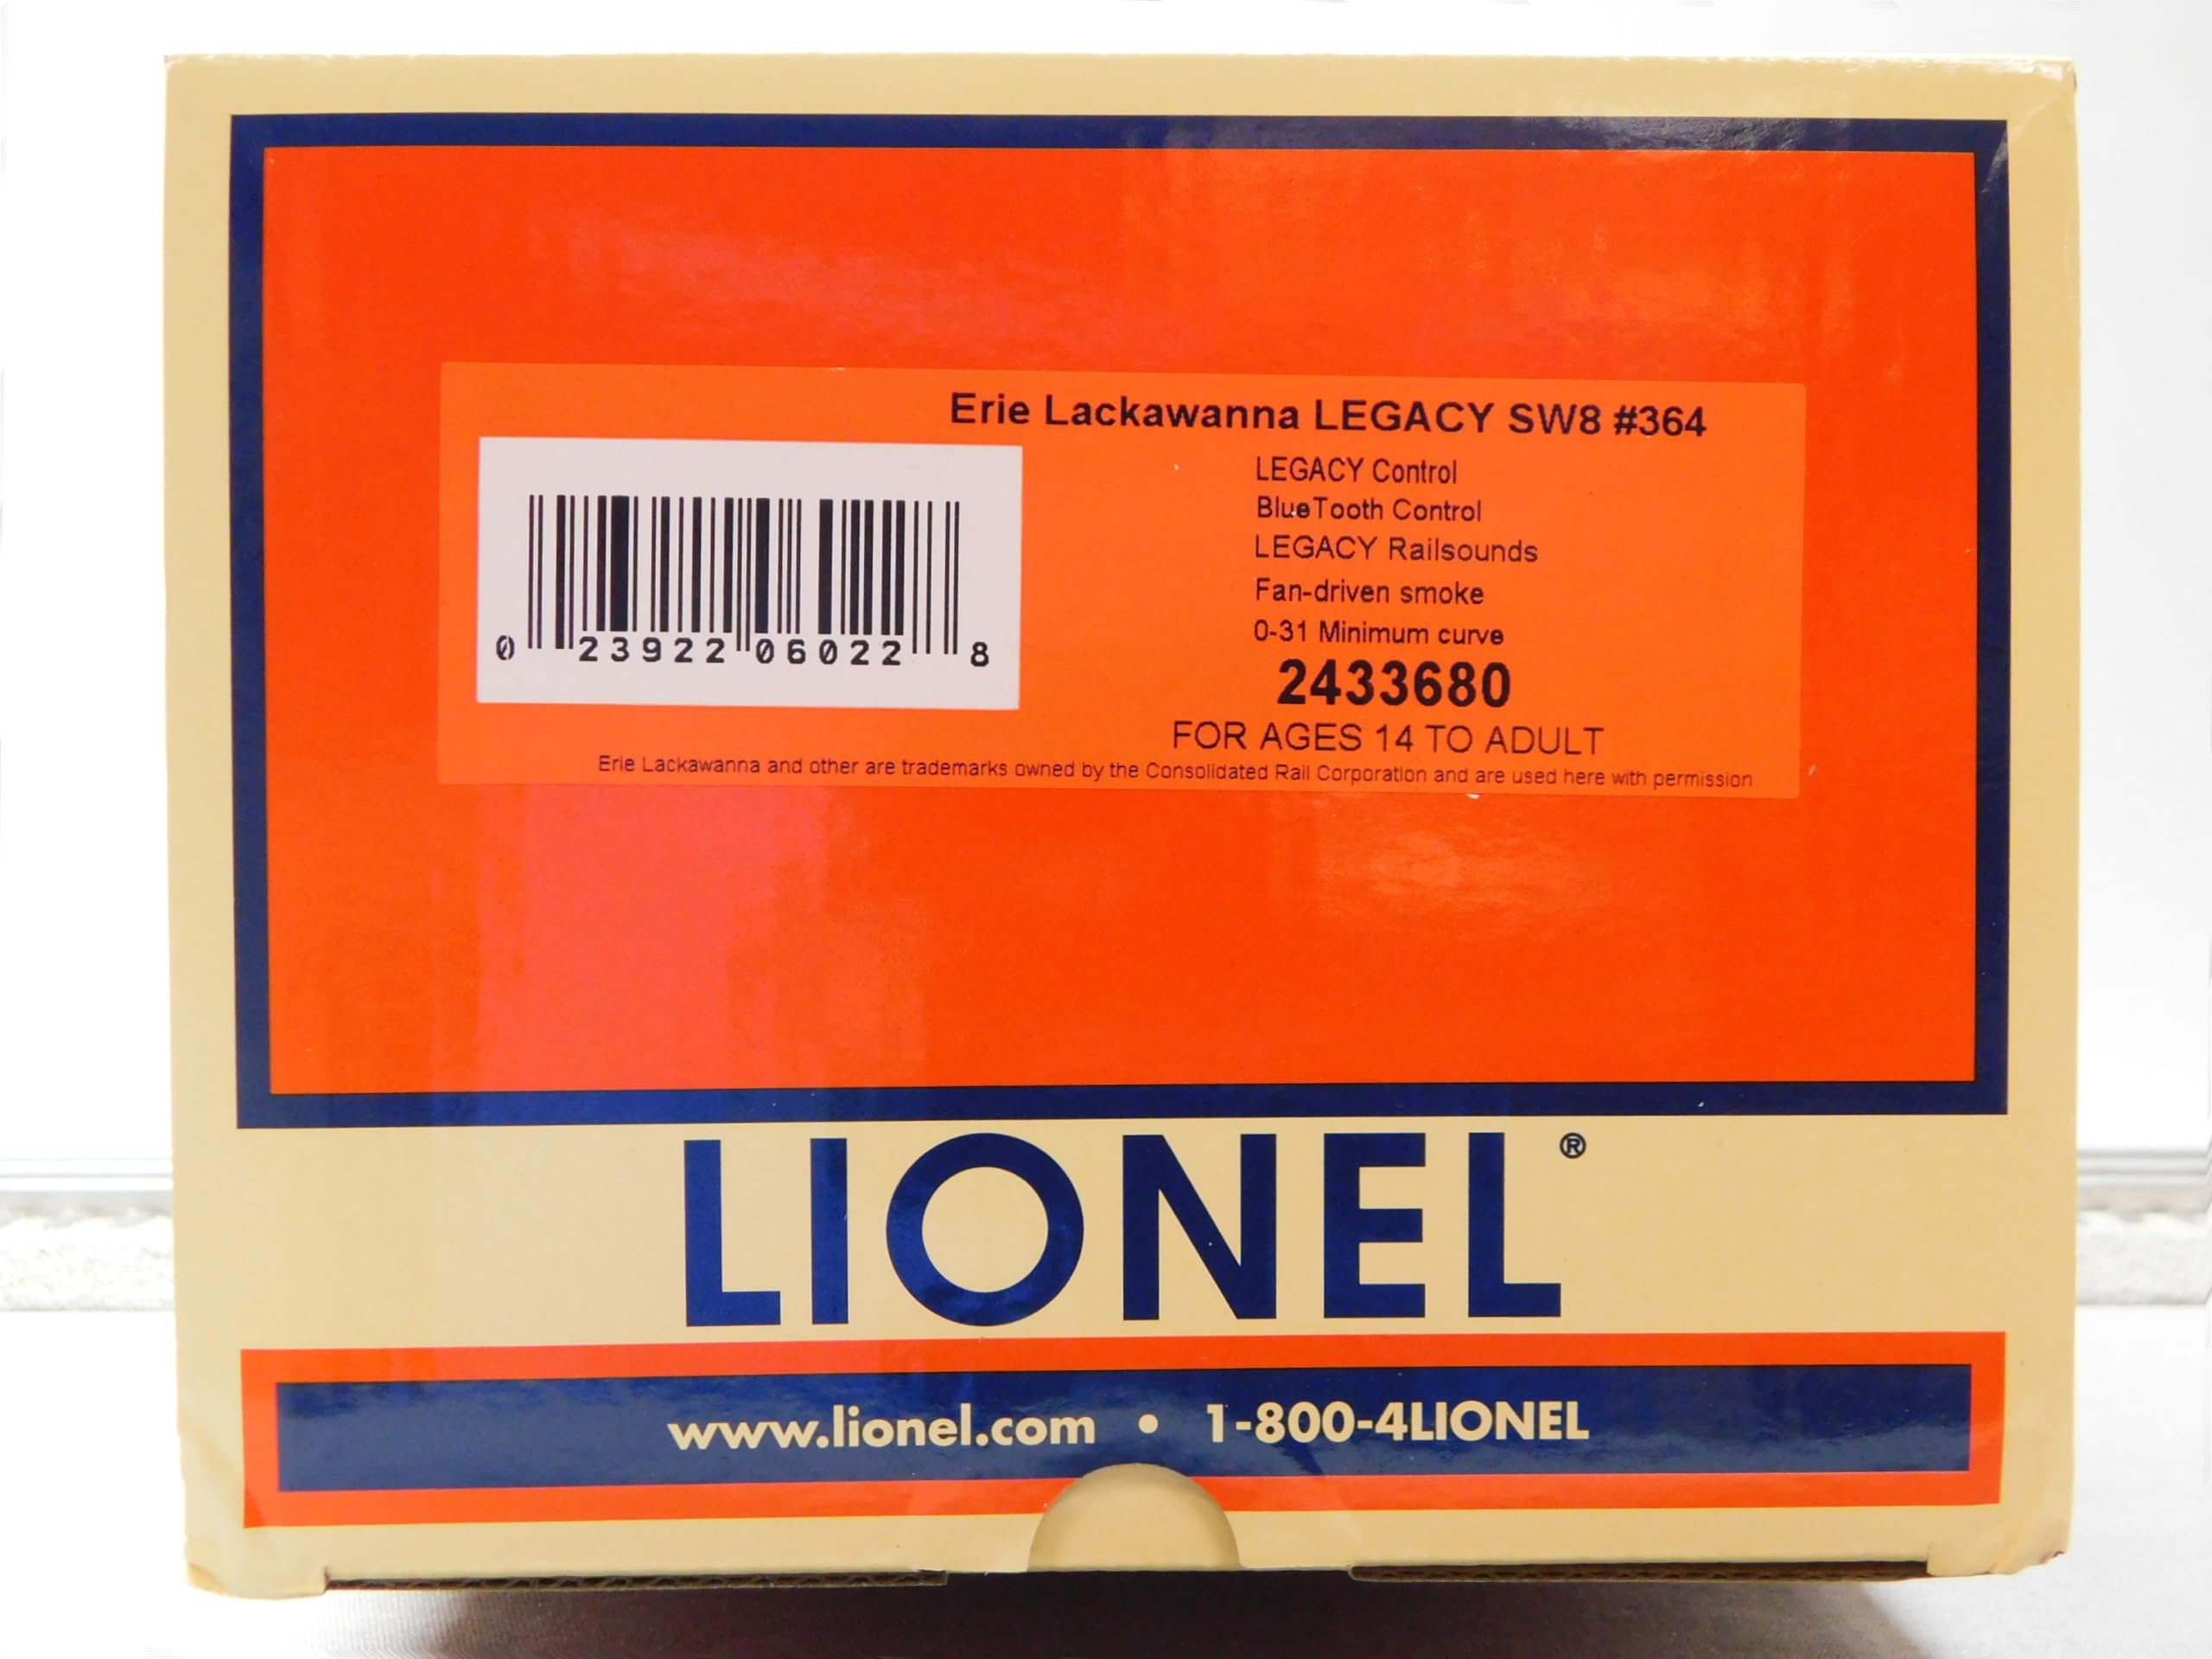 Erie Lackawanna LEGACY SW8 #364
LEGACY Control
BlueTooth Control
LEGACY Railsounds
Fan-driven smoke
0-31 Minimum curve
2433680
FOR AGES 14 TO ADULT
0 23922 06022 8
Erie Lackawanna and other are trademarks owned by the Consolidated Rail Corporation and are used here with permission
LIONEL®
www.lionel.com • 1-800-4LIONEL